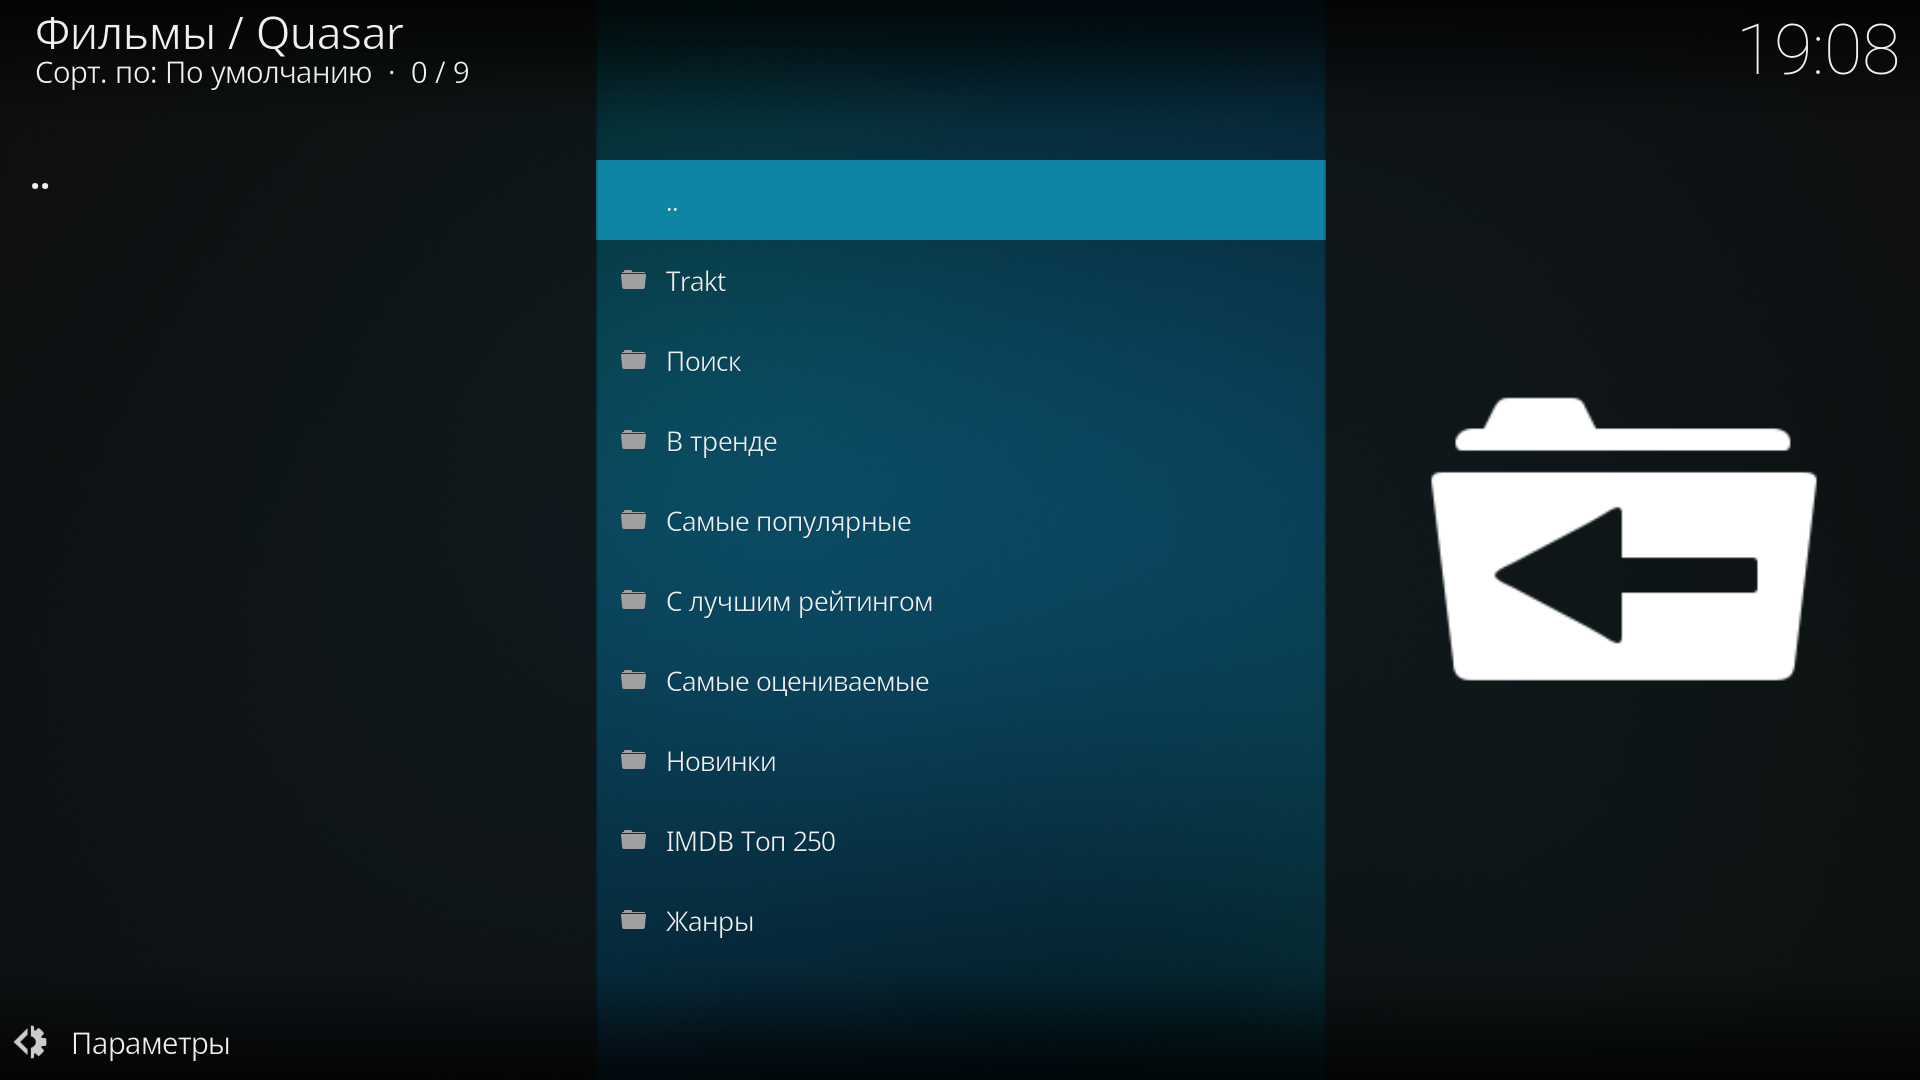 Фильмы / Quasar
Сорт. по: По умолчанию · 0 / 9
19:08
..
..
Trakt
Поиск
В тренде
Самые популярные
С лучшим рейтингом
Самые оцениваемые
Новинки
IMDB Топ 250
Жанры
Параметры